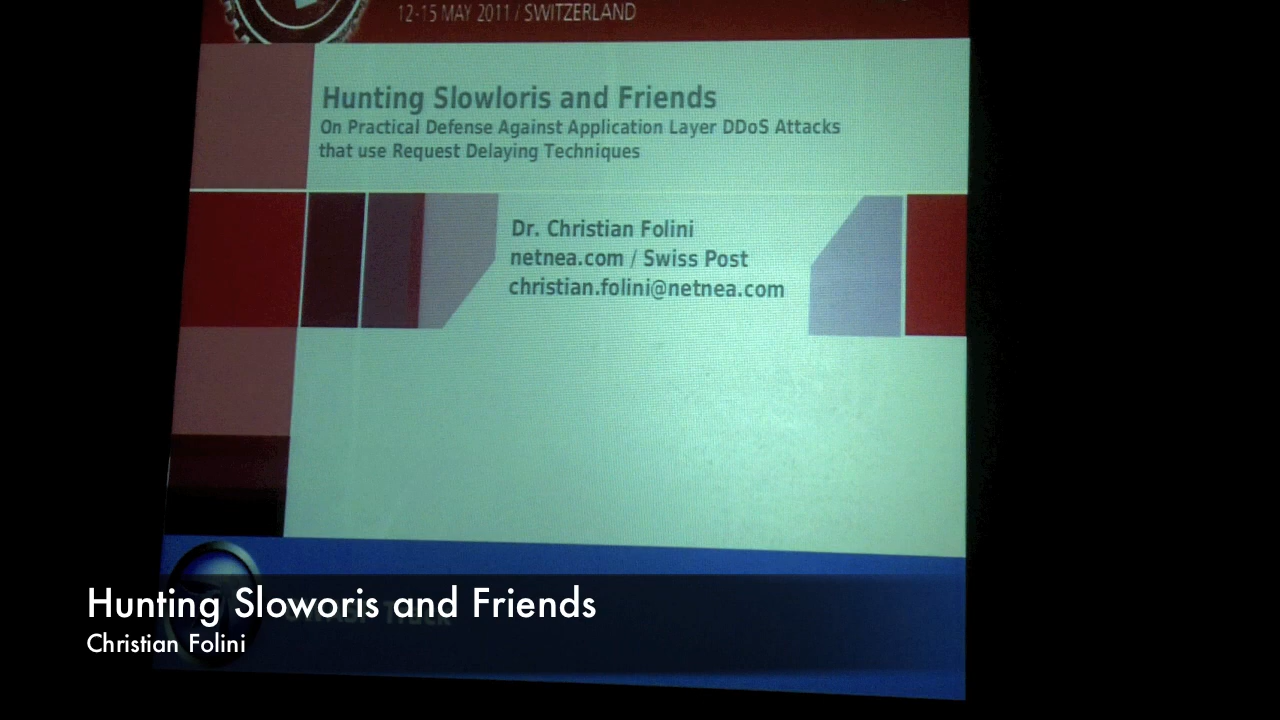 12-15 MAY 2011 / SWITZERLAND
Hunting Slowloris and Friends
On Practical Defense Against Application Layer DDoS Attacks
that use Request Delaying Techniques
Dr. Christian Folini
netnea.com / Swiss Post
christian.folini@netnea.com
Hunting Sloworis and Friends
Track
Christian Folini